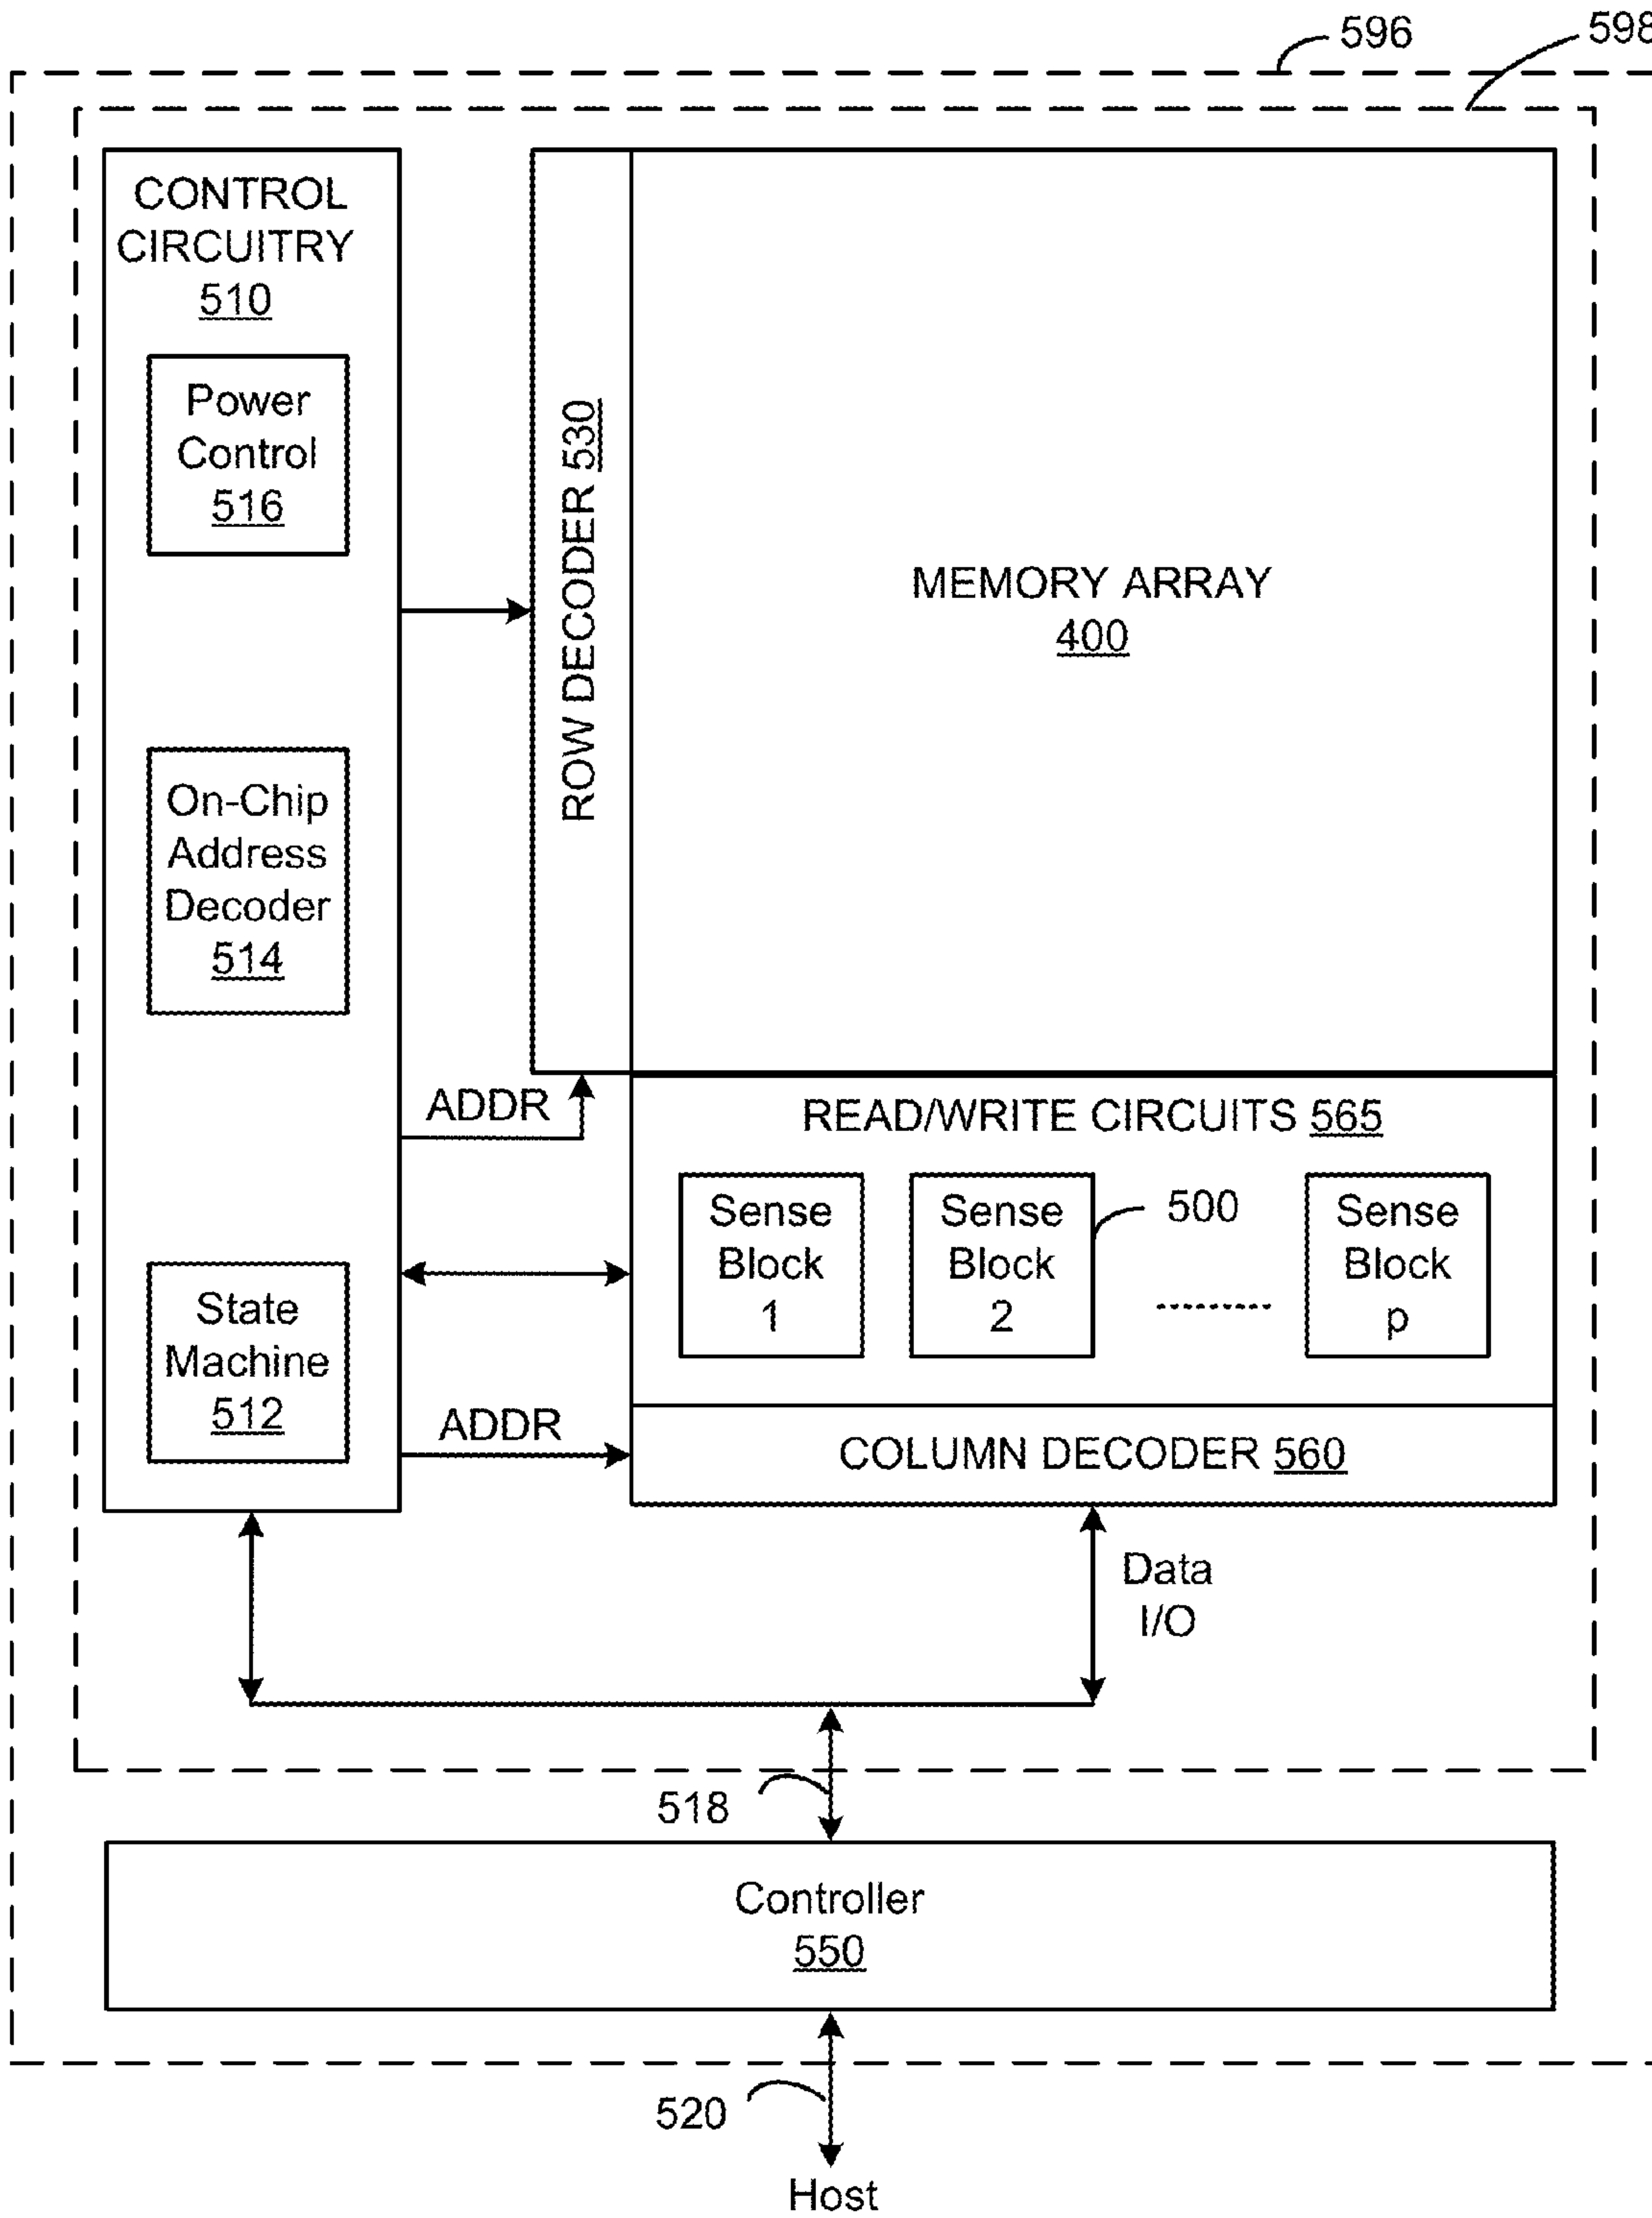 596
598
CONTROL
CIRCUITRY
510
Power
Control
516
On-Chip
Address
Decoder
514
State
Machine
512
ROW DECODER 530
MEMORY ARRAY
400
ADDR
READ/WRITE CIRCUITS 565
Sense
Block
1
Sense
Block
2
500
Sense
Block
p
ADDR
COLUMN DECODER 560
Data
I/O
518
Controller
550
520
Host